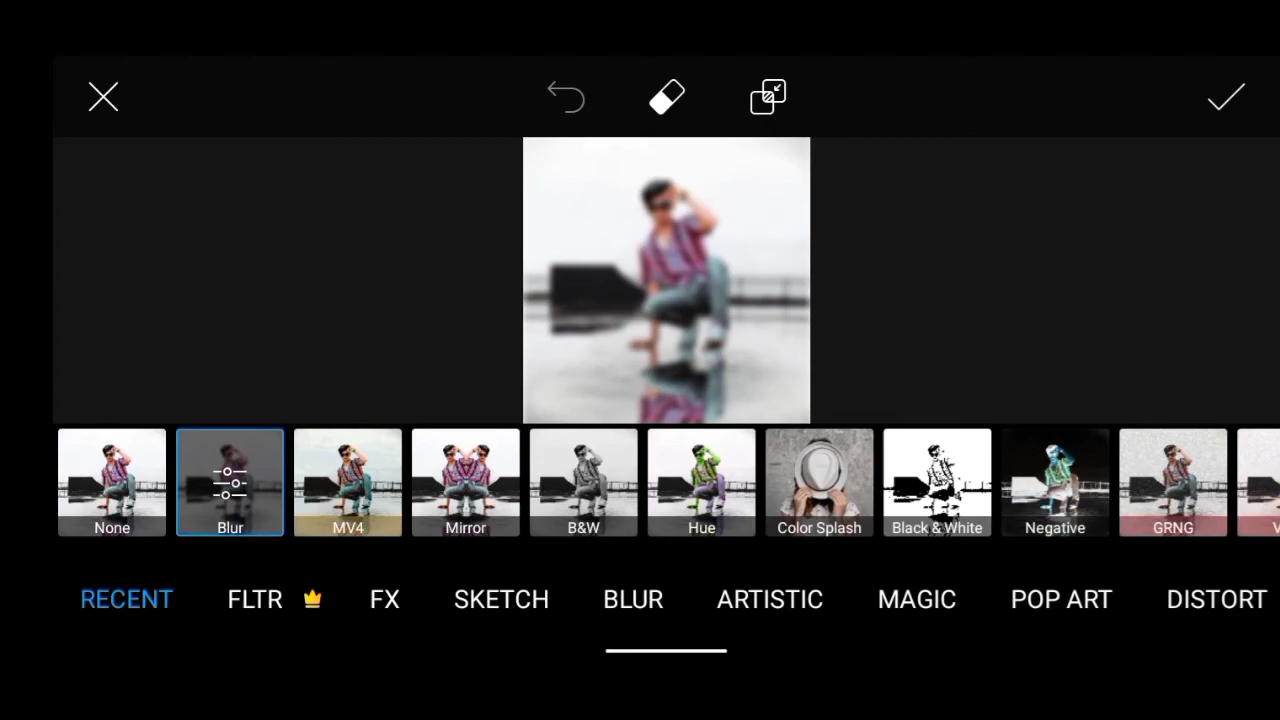 None Blur MV4 Mirror B&W Hue Color Splash Black & White Negative GRNG V
RECENT FLTR FX SKETCH BLUR ARTISTIC MAGIC POP ART DISTORT